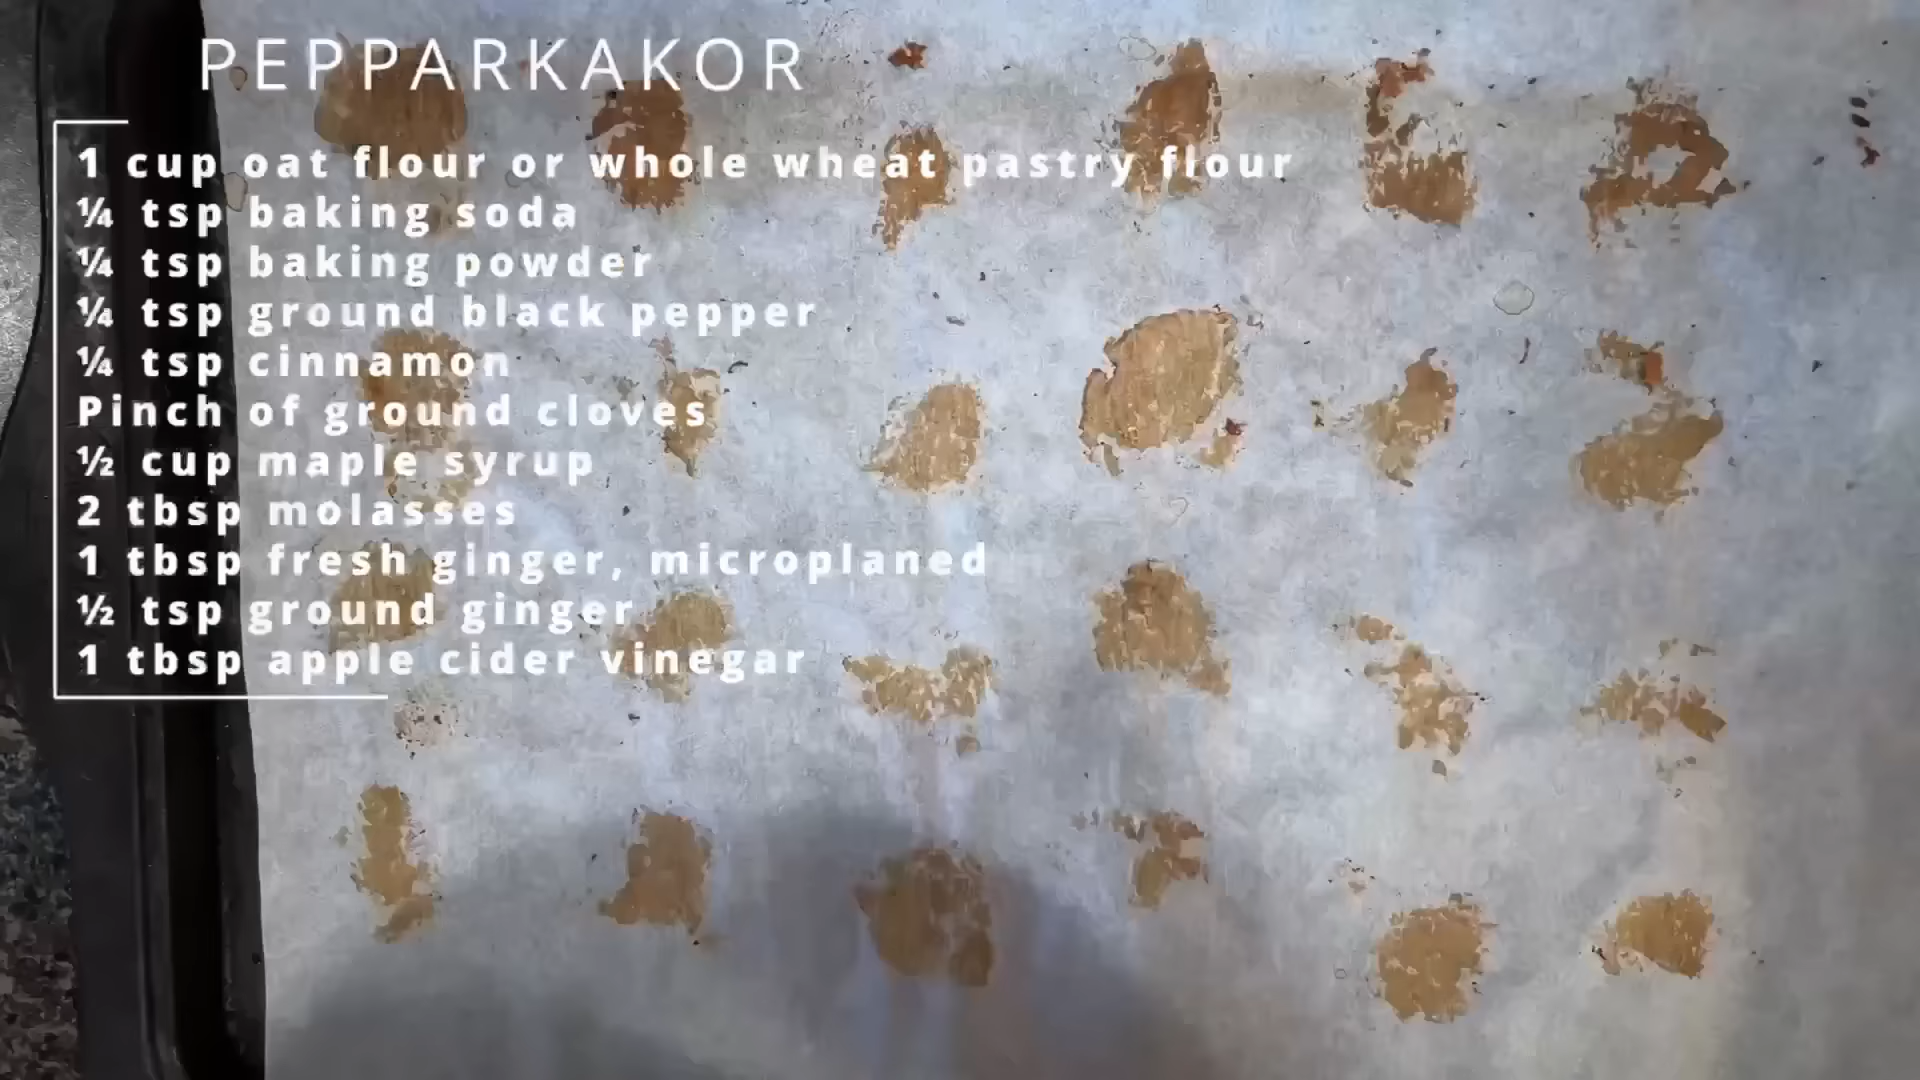 PEPPARKAKOR
1 cup oat flour or whole wheat pastry flour
¼ tsp baking soda
¼ tsp baking powder
¼ tsp ground black pepper
¼ tsp cinnamon
Pinch of ground cloves
½ cup maple syrup
2 tbsp molasses
1 tbsp fresh ginger, microplaned
½ tsp ground ginger
1 tbsp apple cider vinegar